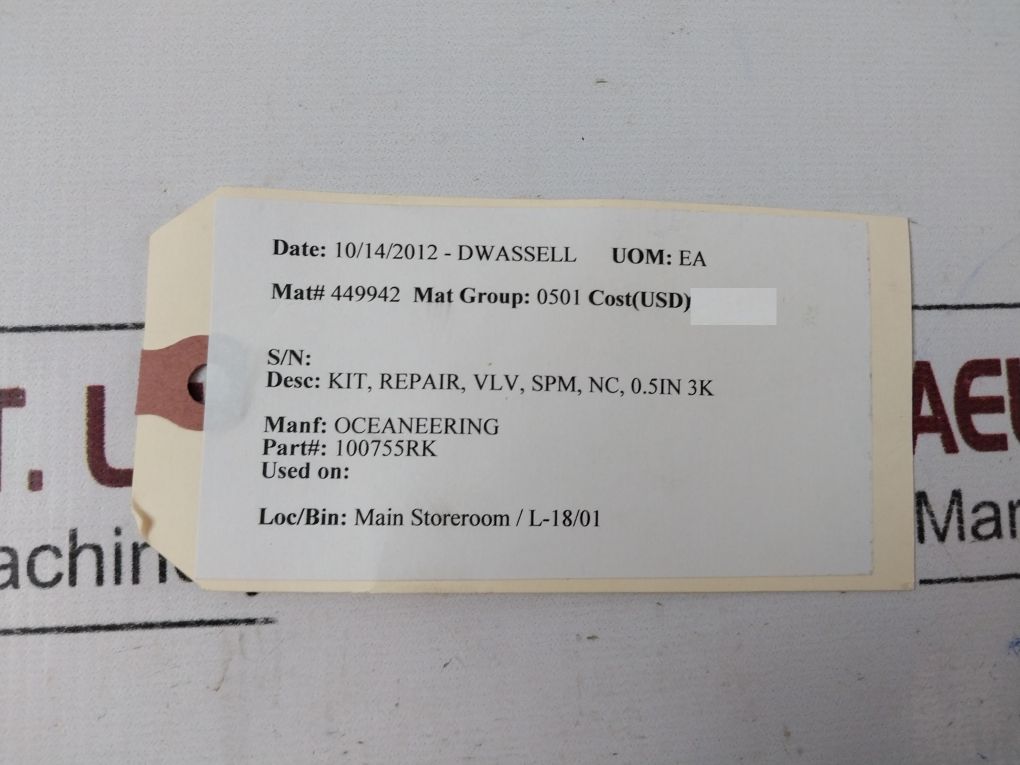 Date: 10/14/2012 - DWASSELL UOM: EA
Mat# 449942 Mat Group: 0501 Cost(USD)
S/N:
Desc: KIT, REPAIR, VLV, SPM, NC, 0.5IN 3K
Manf: OCEANEERING
Part#: 100755RK
Used on:
Loc/Bin: Main Storeroom / L-18/01
T. U
AEU
achin
Mar